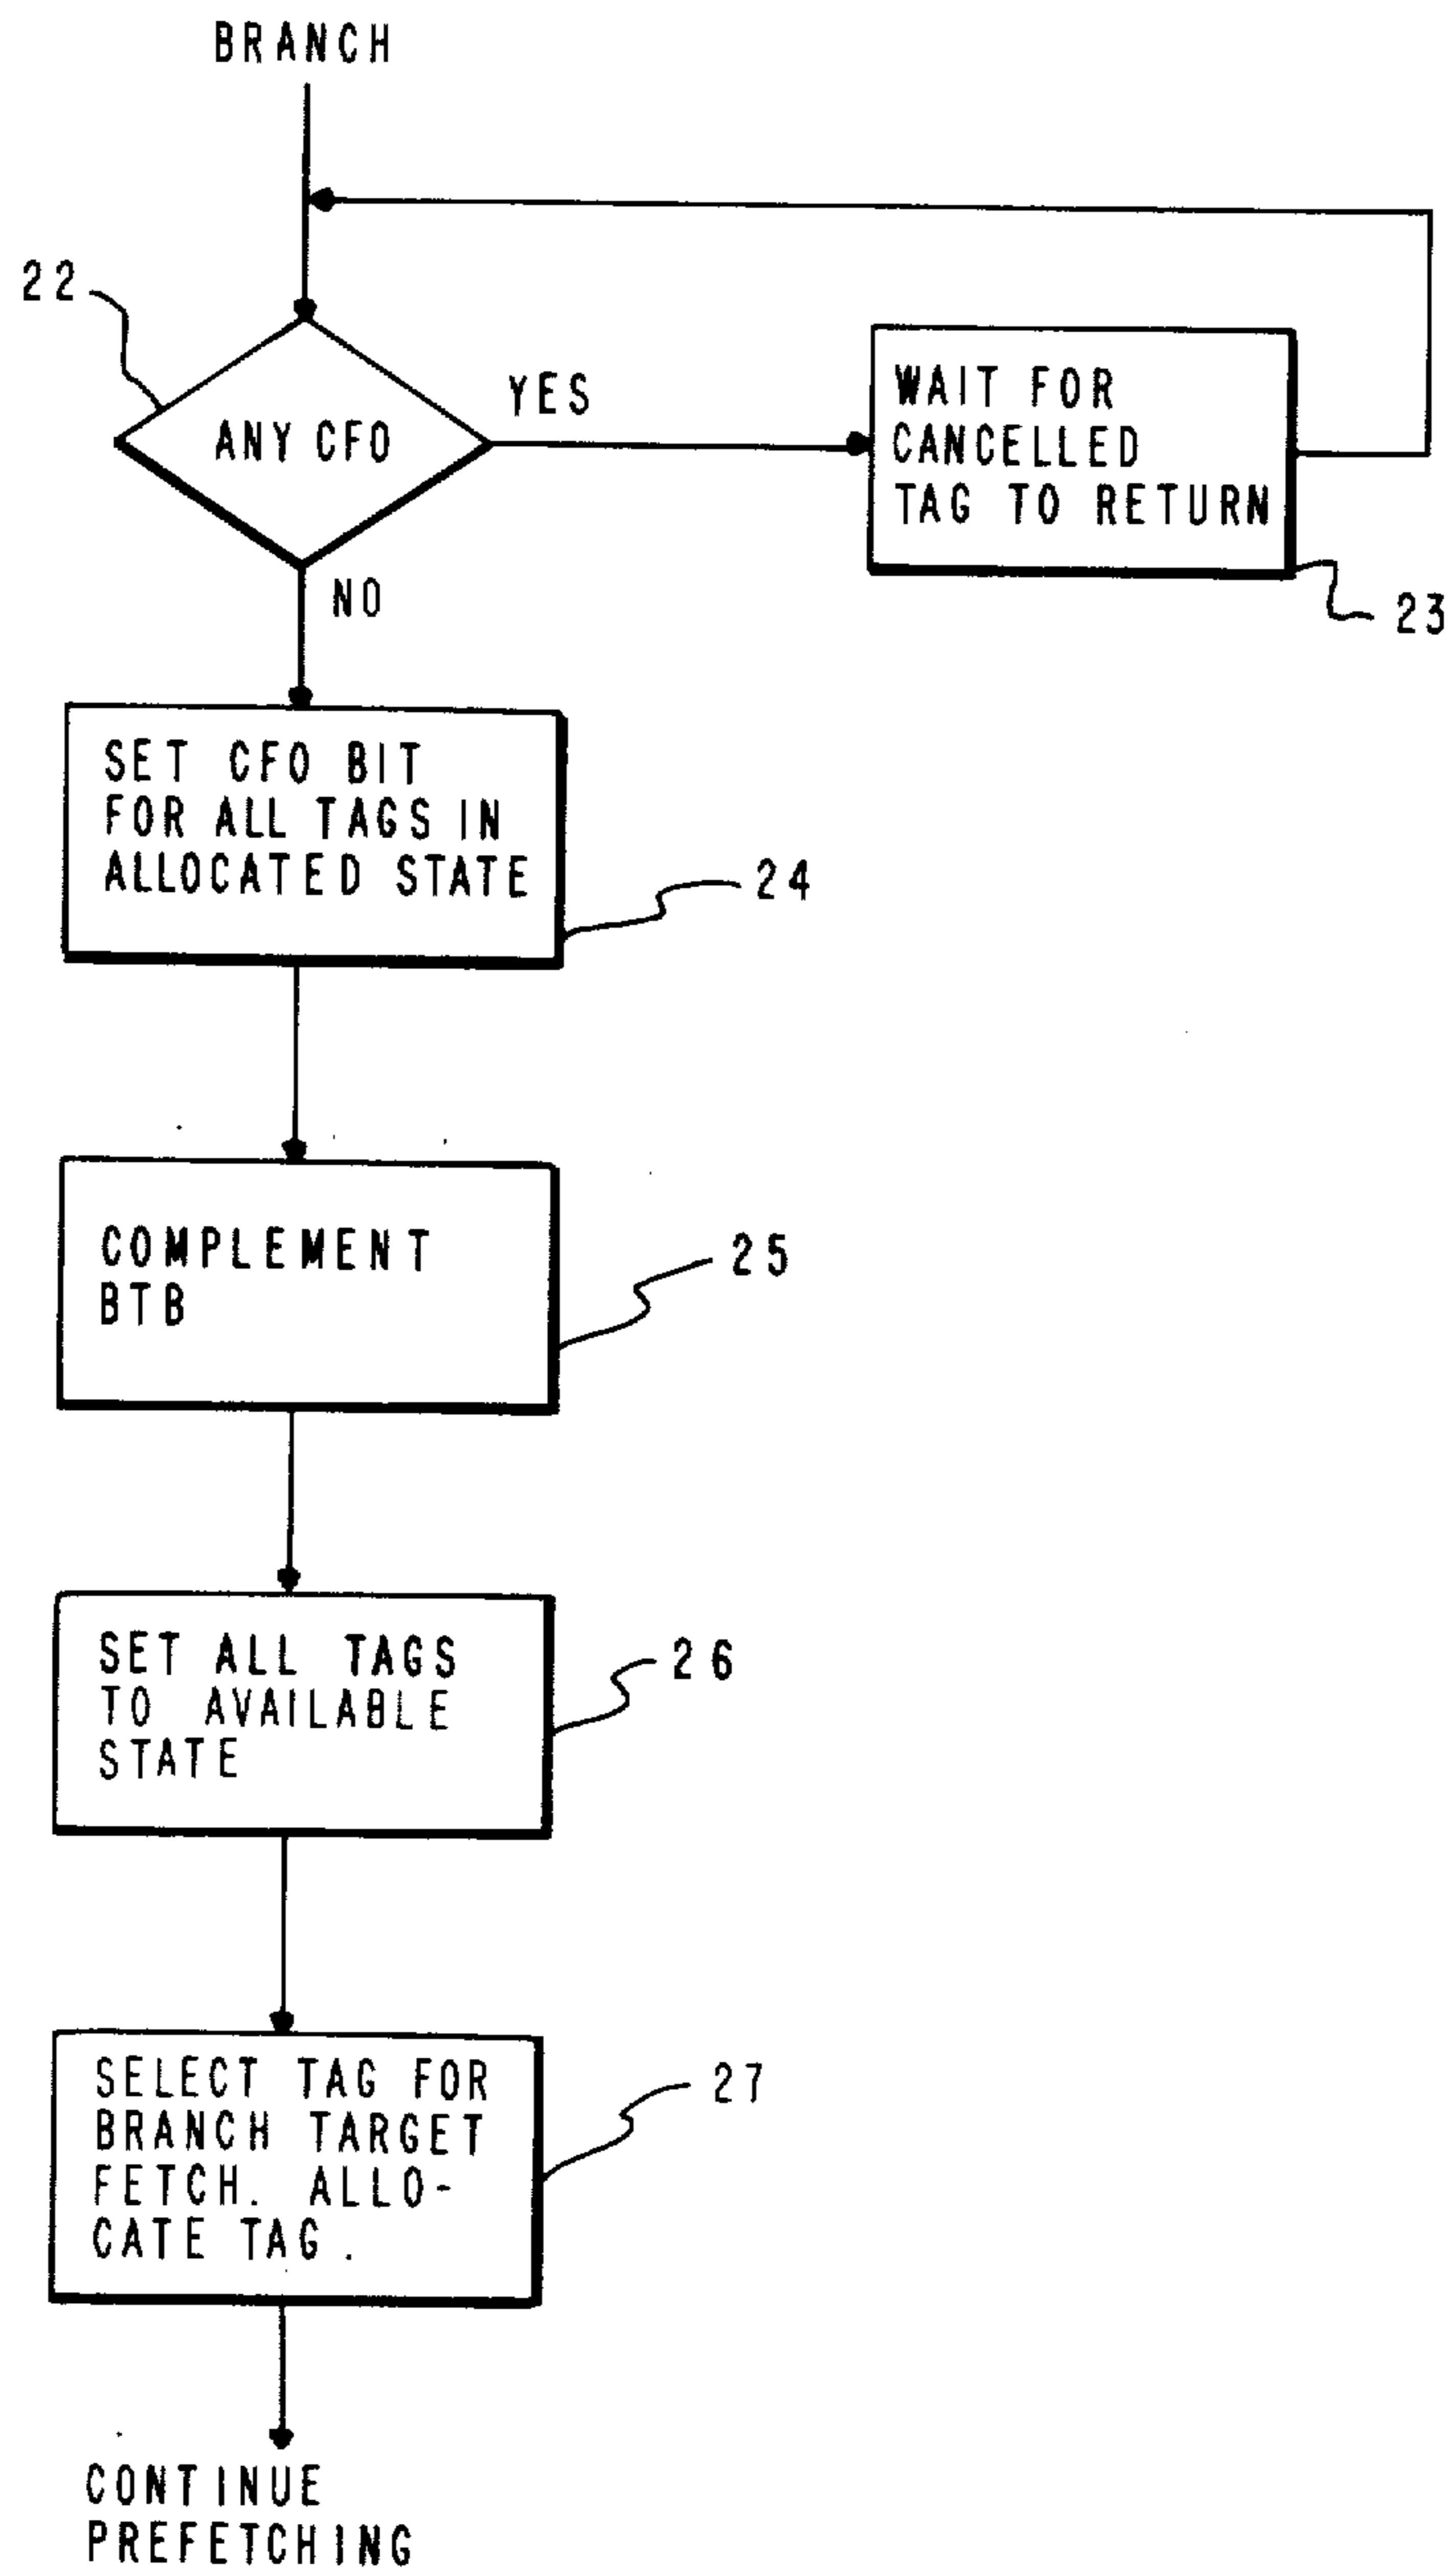 BRANCH
22
ANY CFO
YES
WAIT FOR
CANCELLED
TAG TO RETURN
23
NO
SET CFO BIT
FOR ALL TAGS IN
ALLOCATED STATE
24
COMPLEMENT
BTB
25
SET ALL TAGS
TO AVAILABLE
STATE
26
SELECT TAG FOR
BRANCH TARGET
FETCH. ALLO-
CATE TAG.
27
CONTINUE
PREFETCHING